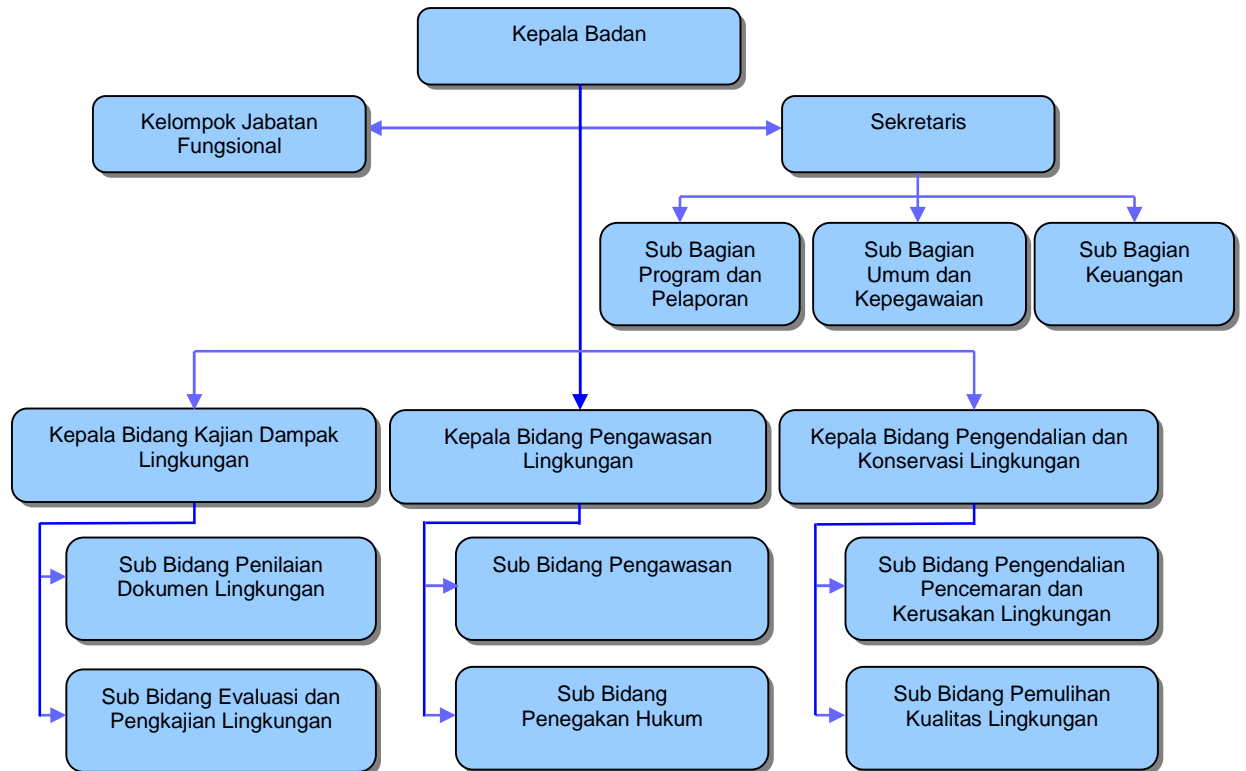 Kepala Badan
Kelompok Jabatan
Fungsional
Sekretaris
Sub Bagian
Program dan
Pelaporan
Sub Bagian
Umum dan
Kepegawaian
Sub Bagian
Keuangan
Kepala Bidang Kajian Dampak
Lingkungan
Kepala Bidang Pengawasan
Lingkungan
Kepala Bidang Pengendalian dan
Konservasi Lingkungan
Sub Bidang Penilaian
Dokumen Lingkungan
Sub Bidang Pengawasan
Sub Bidang Pengendalian
Pencemaran dan
Kerusakan Lingkungan
Sub Bidang Evaluasi dan
Pengkajian Lingkungan
Sub Bidang
Penegakan Hukum
Sub Bidang Pemulihan
Kualitas Lingkungan